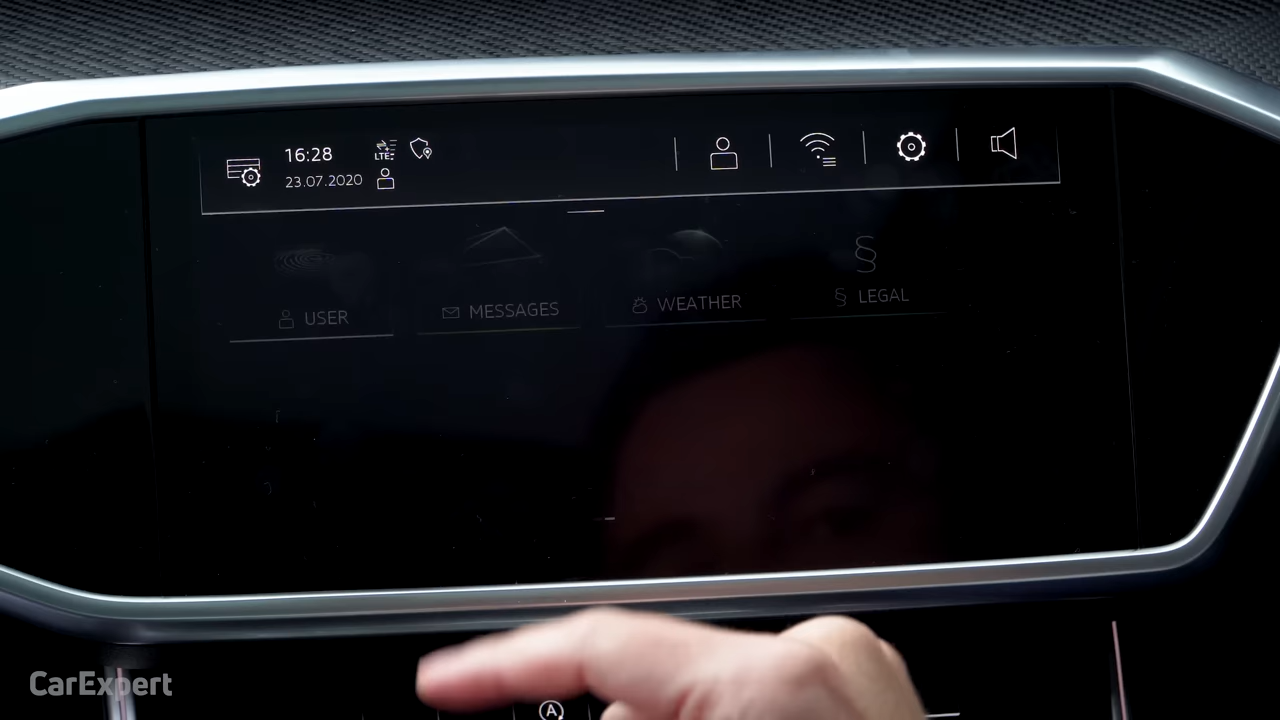 16:28
LTE
23.07.2020
USER
MESSAGES
WEATHER
§
§ LEGAL
CarExpert
A